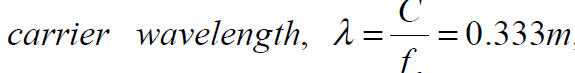 carrier wavelength, λ = C/f = 0.333m,